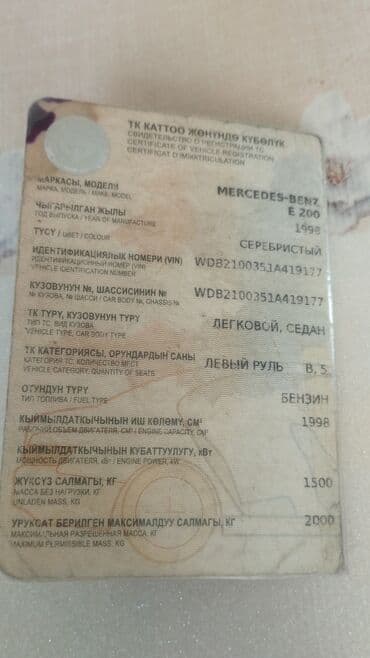 ТК КАТТОО ЖӨНҮНДӨ КҮБӨЛҮК
СВИДЕТЕЛЬСТВО О РЕГИСТРАЦИИ ТС
CERTIFICATE OF VEHICLE REGISTRATION
CERTIFICAT D'IMMATRICULATION
МАРКАСЫ, МОДЕЛИ
МАРКА, МОДЕЛЬ / MAKE, MODEL
MERCEDES-BENZ
E 200
ЧЫГАРЫЛГАН ЖЫЛЫ
ГОД ВЫПУСКА / YEAR OF MANUFACTURE
1998
ТҮСҮ / ЦВЕТ / COLOUR
СЕРЕБРИСТЫЙ
ИДЕНТИФИКАЦИЯЛЫК НОМЕРИ (VIN)
ИДЕНТИФИКАЦИОННЫЙ НОМЕР (VIN)
VEHICLE IDENTIFICATION NUMBER
WDB2100351A419177
КУЗОВУНУН №, ШАССИСИНИН №
№ КУЗОВА, № ШАССИ / CAR BODY №, CHASSIS №
WDB2100351A419177
ТК ТҮРҮ, КУЗОВУНУН ТҮРҮ
ТИП ТС, ВИД КУЗОВА
VEHICLE TYPE, CAR BODY TYPE
ЛЕГКОВОЙ, СЕДАН
ТК КАТЕГОРИЯСЫ, ОРУНДАРДЫН САНЫ
КАТЕГОРИЯ ТС, КОЛИЧЕСТВО МЕСТ
VEHICLE CATEGORY, QUANTITY OF SEATS
ЛЕВЫЙ РУЛЬ B, 5
ОТУНДУН ТҮРҮ
ТИП ТОПЛИВА / FUEL TYPE
БЕНЗИН
КЫЙМЫЛДАТКЫЧЫНЫН ИШ КӨЛӨМҮ, СМ³
ОБЪЕМ ДВИГАТЕЛЯ, СМ³ / ENGINE CAPACITY, СМ³
1998
КЫЙМЫЛДАТКЫЧЫНЫН КУБАТТУУЛУГУ, кВт
МОЩНОСТЬ ДВИГАТЕЛЯ, кВт / ENGINE POWER, kW
ЖҮКСҮЗ САЛМАГЫ, КГ
МАССА БЕЗ НАГРУЗКИ, КГ
UNLADEN MASS, KG
1500
УРУКСАТ БЕРИЛГЕН МАКСИМАЛДУУ САЛМАГЫ, КГ
МАКСИМАЛЬНАЯ РАЗРЕШЕННАЯ МАССА, КГ
MAXIMUM PERMISSIBLE MASS, KG
2000